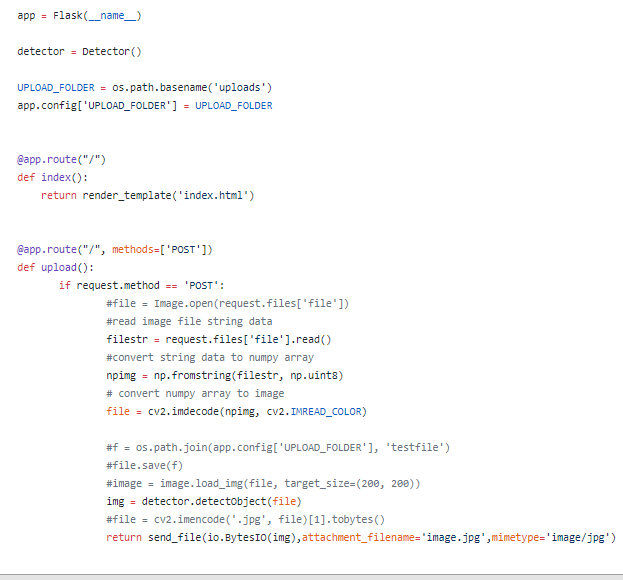 app = Flask(__name__)
detector = Detector()
UPLOAD_FOLDER = os.path.basename('uploads')
app.config['UPLOAD_FOLDER'] = UPLOAD_FOLDER
@app.route("/")
def index():
    return render_template('index.html')
@app.route("/", methods=['POST'])
def upload():
      if request.method == 'POST':
            #file = Image.open(request.files['file'])
            #read image file string data
            filestr = request.files['file'].read()
            #convert string data to numpy array
            npimg = np.fromstring(filestr, np.uint8)
            # convert numpy array to image
            file = cv2.imdecode(npimg, cv2.IMREAD_COLOR)
            #f = os.path.join(app.config['UPLOAD_FOLDER'], 'testfile')
            #file.save(f)
            #image = image.load_img(file, target_size=(200, 200))
            img = detector.detectObject(file)
            #file = cv2.imencode('.jpg', file)[1].tobytes()
            return send_file(io.BytesIO(img),attachment_filename='image.jpg',mimetype='image/jpg')